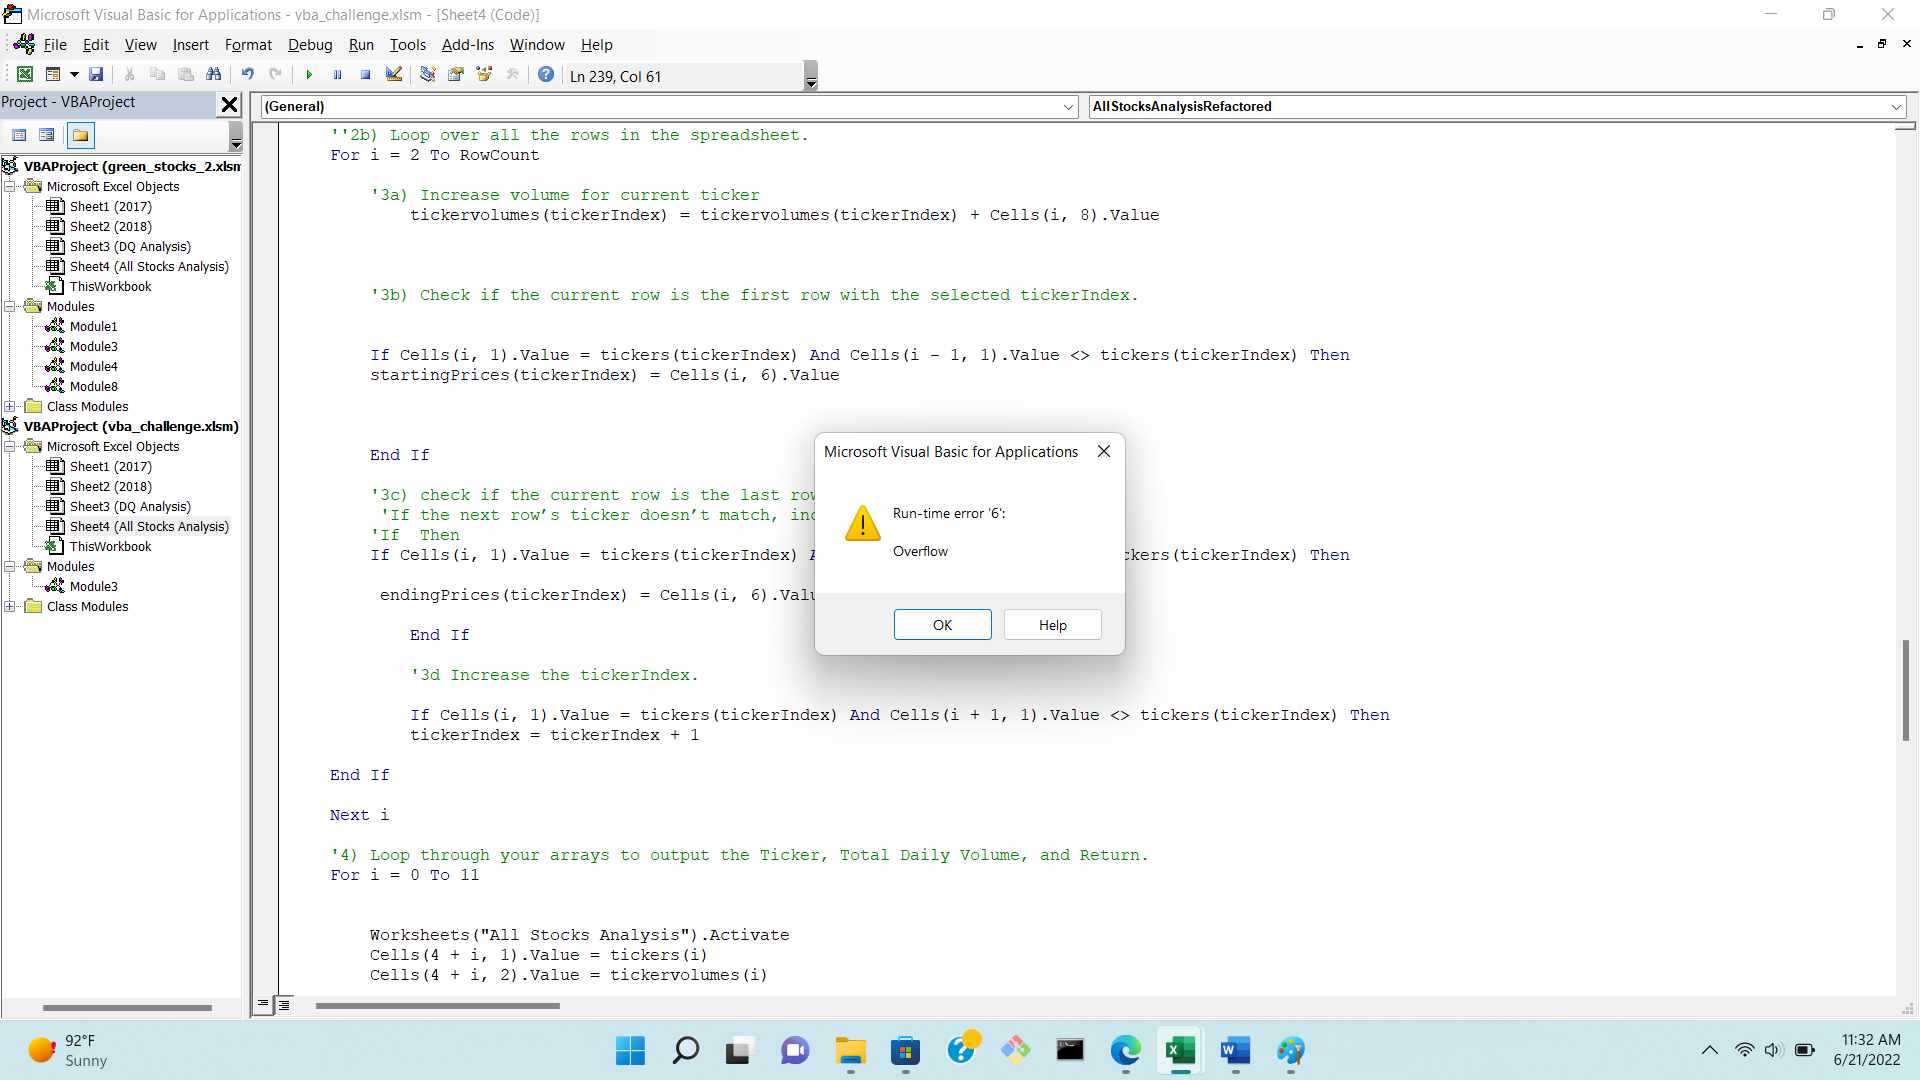 Microsoft Visual Basic for Applications - vba_challenge.xlsm - [Sheet4 (Code)]
File Edit View Insert Format Debug Run Tools Add-Ins Window Help
Ln 239, Col 61
Project - VBAProject
(General)
AllStocksAnalysisRefactored
VBAProject (green_stocks_2.xlsm
Microsoft Excel Objects
Sheet1 (2017)
Sheet2 (2018)
Sheet3 (DQ Analysis)
Sheet4 (All Stocks Analysis)
ThisWorkbook
Modules
Module1
Module3
Module4
Module8
Class Modules
VBAProject (vba_challenge.xlsm)
Microsoft Excel Objects
Sheet1 (2017)
Sheet2 (2018)
Sheet3 (DQ Analysis)
Sheet4 (All Stocks Analysis)
ThisWorkbook
Modules
Module3
Class Modules
''2b) Loop over all the rows in the spreadsheet.
For i = 2 To RowCount
'3a) Increase volume for current ticker
tickervolumes(tickerIndex) = tickervolumes(tickerIndex) + Cells(i, 8).Value
'3b) Check if the current row is the first row with the selected tickerIndex.
If Cells(i, 1).Value = tickers(tickerIndex) And Cells(i - 1, 1).Value <> tickers(tickerIndex) Then
startingPrices(tickerIndex) = Cells(i, 6).Value
End If
'3c) check if the current row is the last row
'If the next row’s ticker doesn’t match, inc
'If Then
If Cells(i, 1).Value = tickers(tickerIndex) A ckers(tickerIndex) Then
endingPrices(tickerIndex) = Cells(i, 6).Valu
End If
'3d Increase the tickerIndex.
If Cells(i, 1).Value = tickers(tickerIndex) And Cells(i + 1, 1).Value <> tickers(tickerIndex) Then
tickerIndex = tickerIndex + 1
End If
Next i
'4) Loop through your arrays to output the Ticker, Total Daily Volume, and Return.
For i = 0 To 11
Worksheets("All Stocks Analysis").Activate
Cells(4 + i, 1).Value = tickers(i)
Cells(4 + i, 2).Value = tickervolumes(i)
Microsoft Visual Basic for Applications
Run-time error '6':
Overflow
OK
Help
92°F
Sunny
11:32 AM
6/21/2022